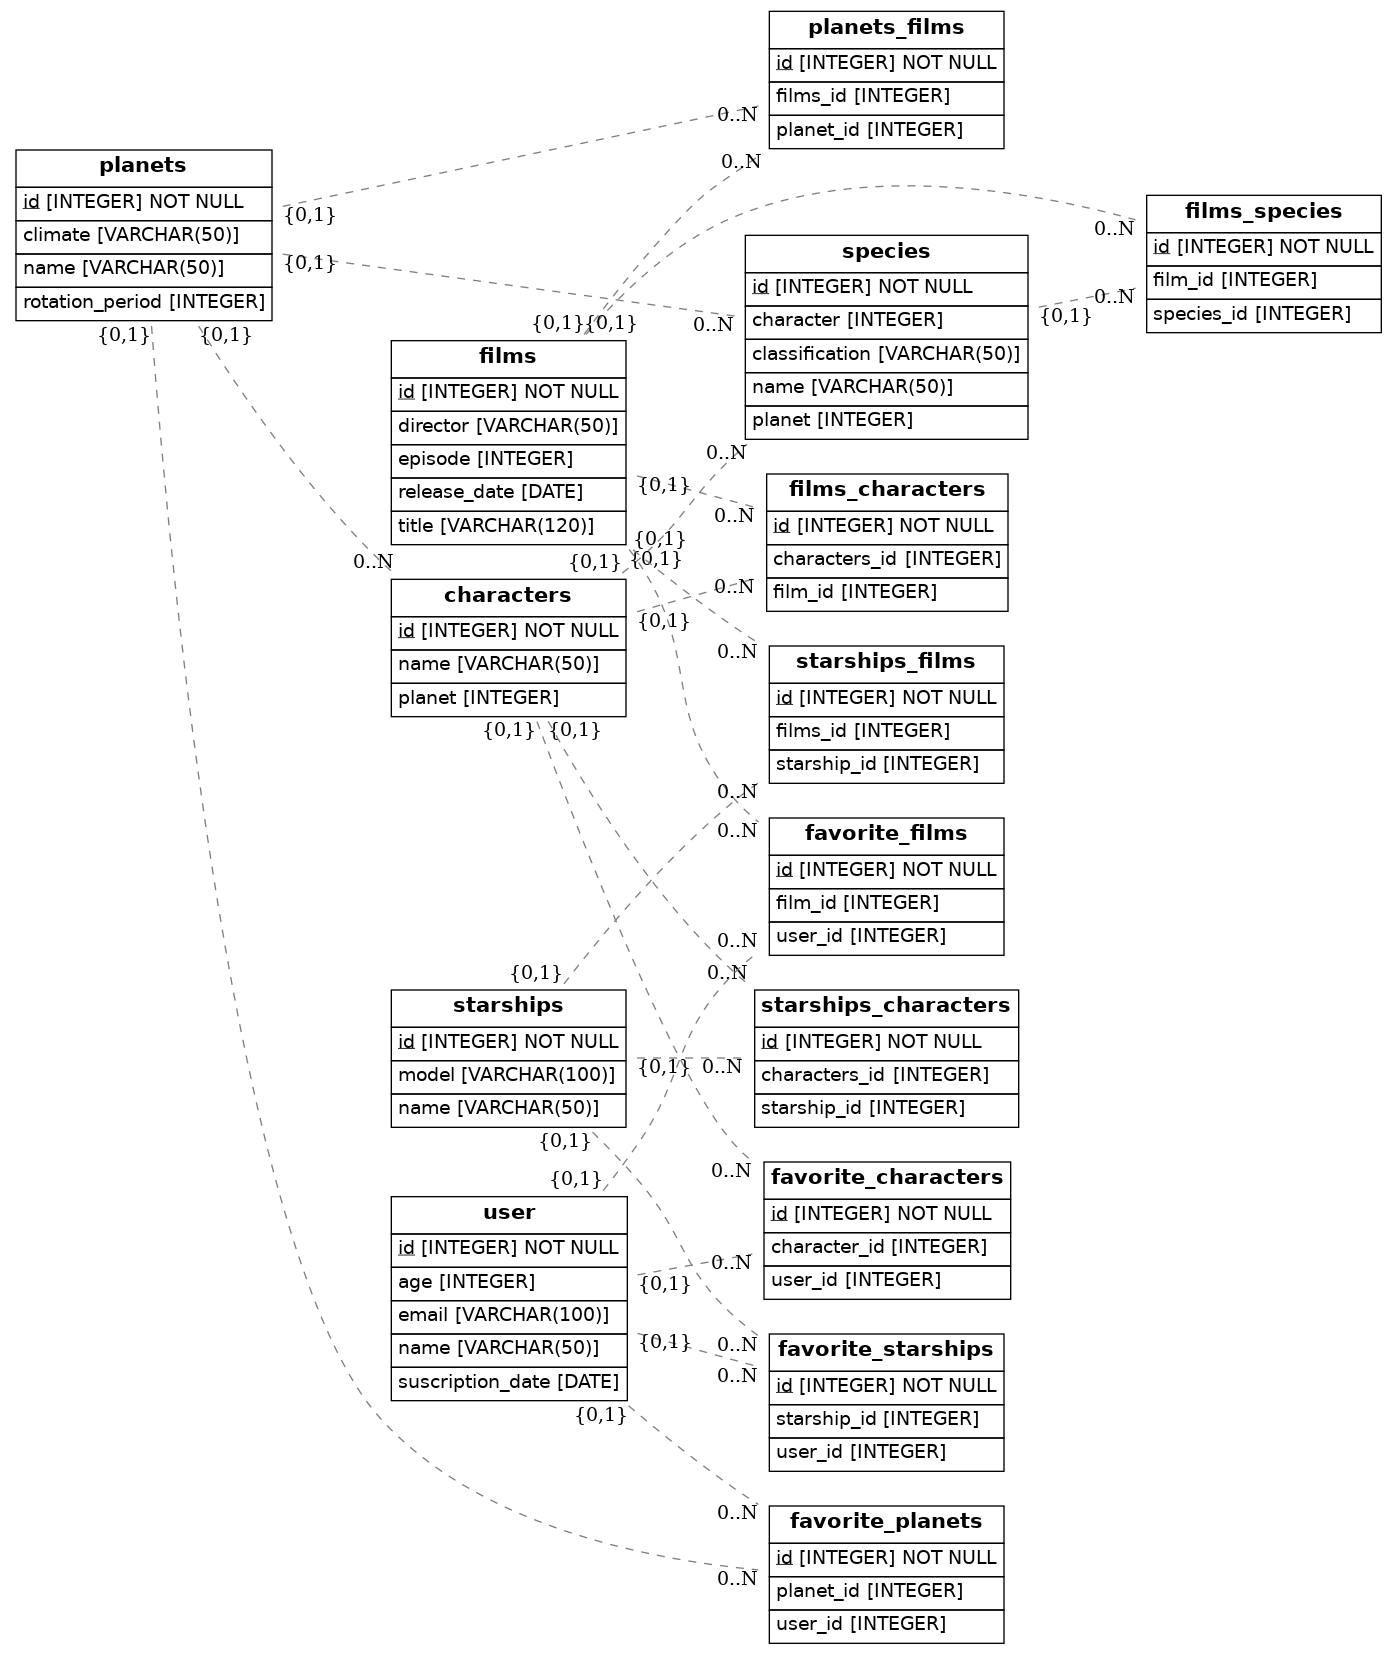 planets_films
id [INTEGER] NOT NULL
films_id [INTEGER]
planet_id [INTEGER]
0..N
0..N
planets
id [INTEGER] NOT NULL
climate [VARCHAR(50)]
name [VARCHAR(50)]
rotation_period [INTEGER]
{0,1}
{0,1}
{0,1}
{0,1}
films_species
id [INTEGER] NOT NULL
film_id [INTEGER]
species_id [INTEGER]
0..N
0..N
species
id [INTEGER] NOT NULL
character [INTEGER]
classification [VARCHAR(50)]
name [VARCHAR(50)]
planet [INTEGER]
{0,1}
0..N
0..N
{0,1}
{0,1}
films
id [INTEGER] NOT NULL
director [VARCHAR(50)]
episode [INTEGER]
release_date [DATE]
title [VARCHAR(120)]
{0,1}
{0,1}
{0,1}
films_characters
id [INTEGER] NOT NULL
characters_id [INTEGER]
film_id [INTEGER]
0..N
0..N
0..N
{0,1}
characters
id [INTEGER] NOT NULL
name [VARCHAR(50)]
planet [INTEGER]
{0,1}
{0,1}
{0,1}
starships_films
id [INTEGER] NOT NULL
films_id [INTEGER]
starship_id [INTEGER]
0..N
0..N
favorite_films
id [INTEGER] NOT NULL
film_id [INTEGER]
user_id [INTEGER]
0..N
0..N
{0,1}
starships
id [INTEGER] NOT NULL
model [VARCHAR(100)]
name [VARCHAR(50)]
{0,1}
{0,1}
0..N
starships_characters
id [INTEGER] NOT NULL
characters_id [INTEGER]
starship_id [INTEGER]
0..N
{0,1}
user
id [INTEGER] NOT NULL
age [INTEGER]
email [VARCHAR(100)]
name [VARCHAR(50)]
suscription_date [DATE]
{0,1}
{0,1}
{0,1}
0..N
favorite_characters
id [INTEGER] NOT NULL
character_id [INTEGER]
user_id [INTEGER]
0..N
0..N
0..N
favorite_starships
id [INTEGER] NOT NULL
starship_id [INTEGER]
user_id [INTEGER]
0..N
favorite_planets
id [INTEGER] NOT NULL
planet_id [INTEGER]
user_id [INTEGER]
0..N